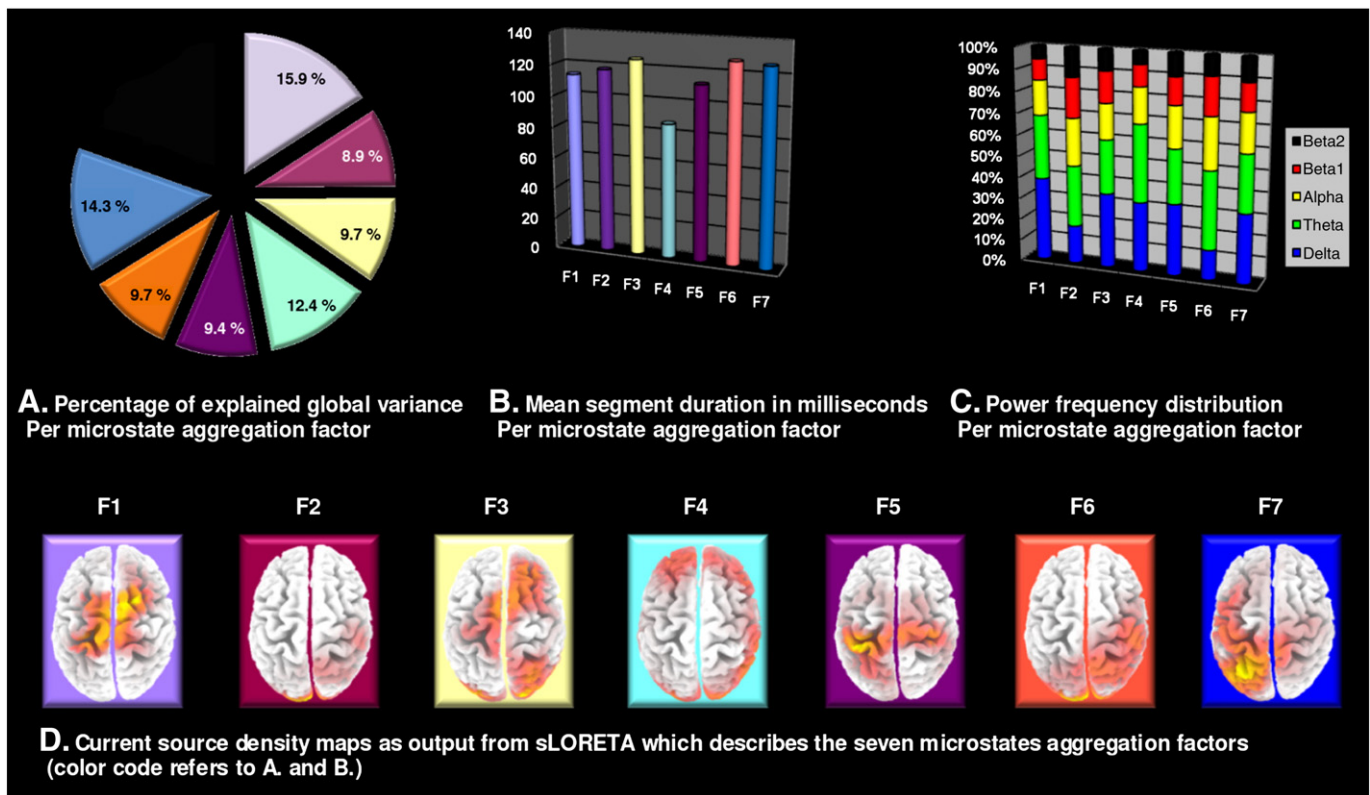 15.9 %
8.9 %
9.7 %
12.4 %
9.4 %
9.7 %
14.3 %
140
120
100
80
60
40
20
0
F1 F2 F3 F4 F5 F6 F7
100%
90%
80%
70%
60%
50%
40%
30%
20%
10%
0%
F1 F2 F3 F4 F5 F6 F7
Beta2
Beta1
Alpha
Theta
Delta
A. Percentage of explained global variance
Per microstate aggregation factor
B. Mean segment duration in milliseconds
Per microstate aggregation factor
C. Power frequency distribution
Per microstate aggregation factor
F1 F2 F3 F4 F5 F6 F7
D. Current source density maps as output from sLORETA which describes the seven microstates aggregation factors
(color code refers to A. and B.)